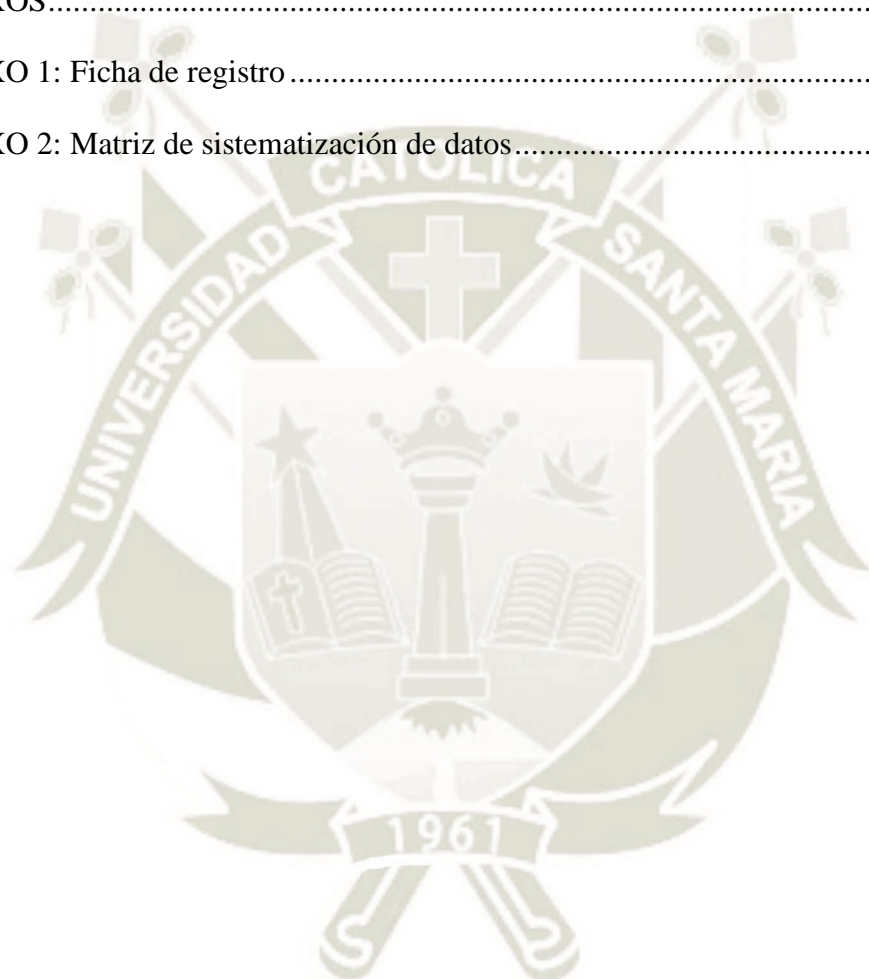 XOS........................................................................................
XO 1: Ficha de registro..............................................................
XO 2: Matriz de sistematización de datos........................................
UNIVERSIDAD CATOLICA SANTA MARIA
1961